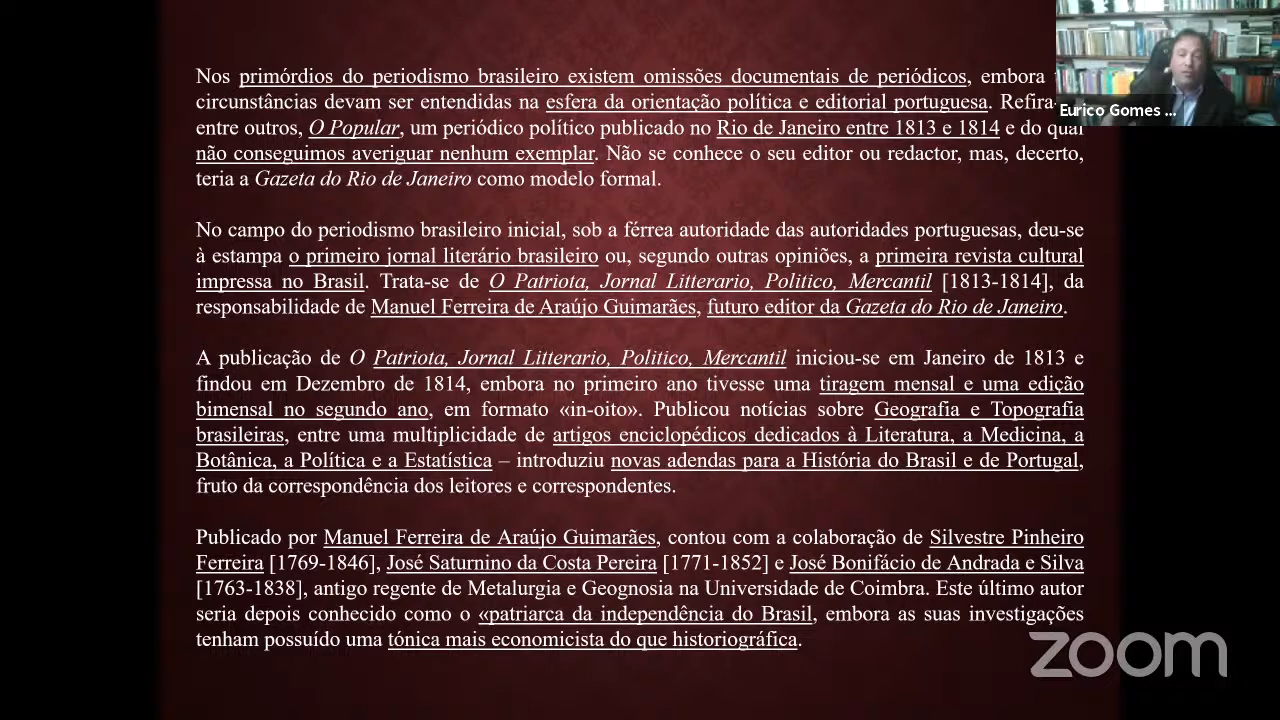 Nos primórdios do periodismo brasileiro existem omissões documentais de periódicos, embora
circunstâncias devam ser entendidas na esfera da orientação política e editorial portuguesa. Refira-
entre outros, O Popular, um periódico político publicado no Rio de Janeiro entre 1813 e 1814 e do qual
não conseguimos averiguar nenhum exemplar. Não se conhece o seu editor ou redactor, mas, decerto,
teria a Gazeta do Rio de Janeiro como modelo formal.
No campo do periodismo brasileiro inicial, sob a férrea autoridade das autoridades portuguesas, deu-se
à estampa o primeiro jornal literário brasileiro ou, segundo outras opiniões, a primeira revista cultural
impressa no Brasil. Trata-se de O Patriota, Jornal Litterario, Politico, Mercantil [1813-1814], da
responsabilidade de Manuel Ferreira de Araújo Guimarães, futuro editor da Gazeta do Rio de Janeiro.
A publicação de O Patriota, Jornal Litterario, Politico, Mercantil iniciou-se em Janeiro de 1813 e
findou em Dezembro de 1814, embora no primeiro ano tivesse uma tiragem mensal e uma edição
bimensal no segundo ano, em formato «in-oito». Publicou notícias sobre Geografia e Topografia
brasileiras, entre uma multiplicidade de artigos enciclopédicos dedicados à Literatura, a Medicina, a
Botânica, a Política e a Estatística – introduziu novas adendas para a História do Brasil e de Portugal,
fruto da correspondência dos leitores e correspondentes.
Publicado por Manuel Ferreira de Araújo Guimarães, contou com a colaboração de Silvestre Pinheiro
Ferreira [1769-1846], José Saturnino da Costa Pereira [1771-1852] e José Bonifácio de Andrada e Silva
[1763-1838], antigo regente de Metalurgia e Geognosia na Universidade de Coimbra. Este último autor
seria depois conhecido como o «patriarca da independência do Brasil, embora as suas investigações
tenham possuído uma tónica mais economicista do que historiográfica.
Eurico Gomes ...
zoom